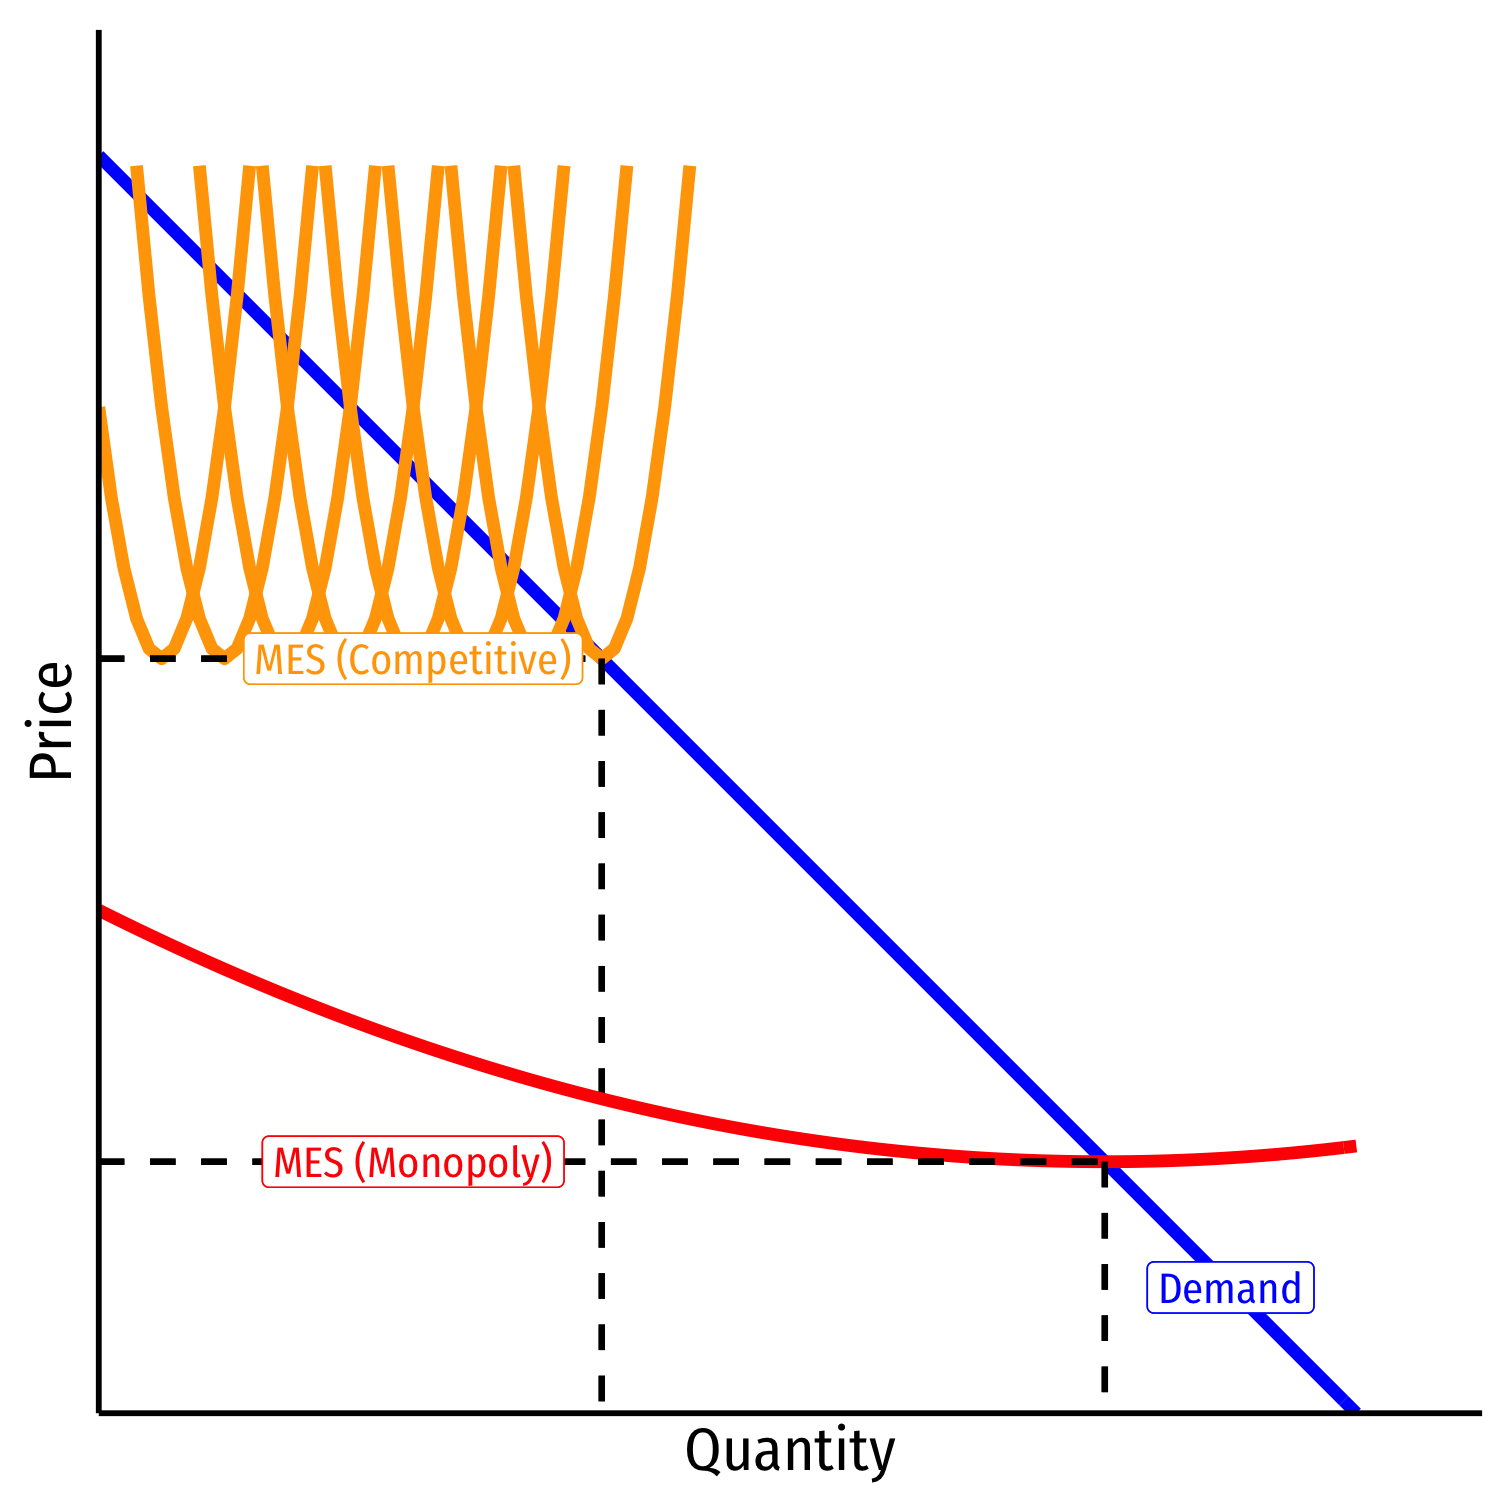 Price
MES (Competitive)
MES (Monopoly)
Demand
Quantity